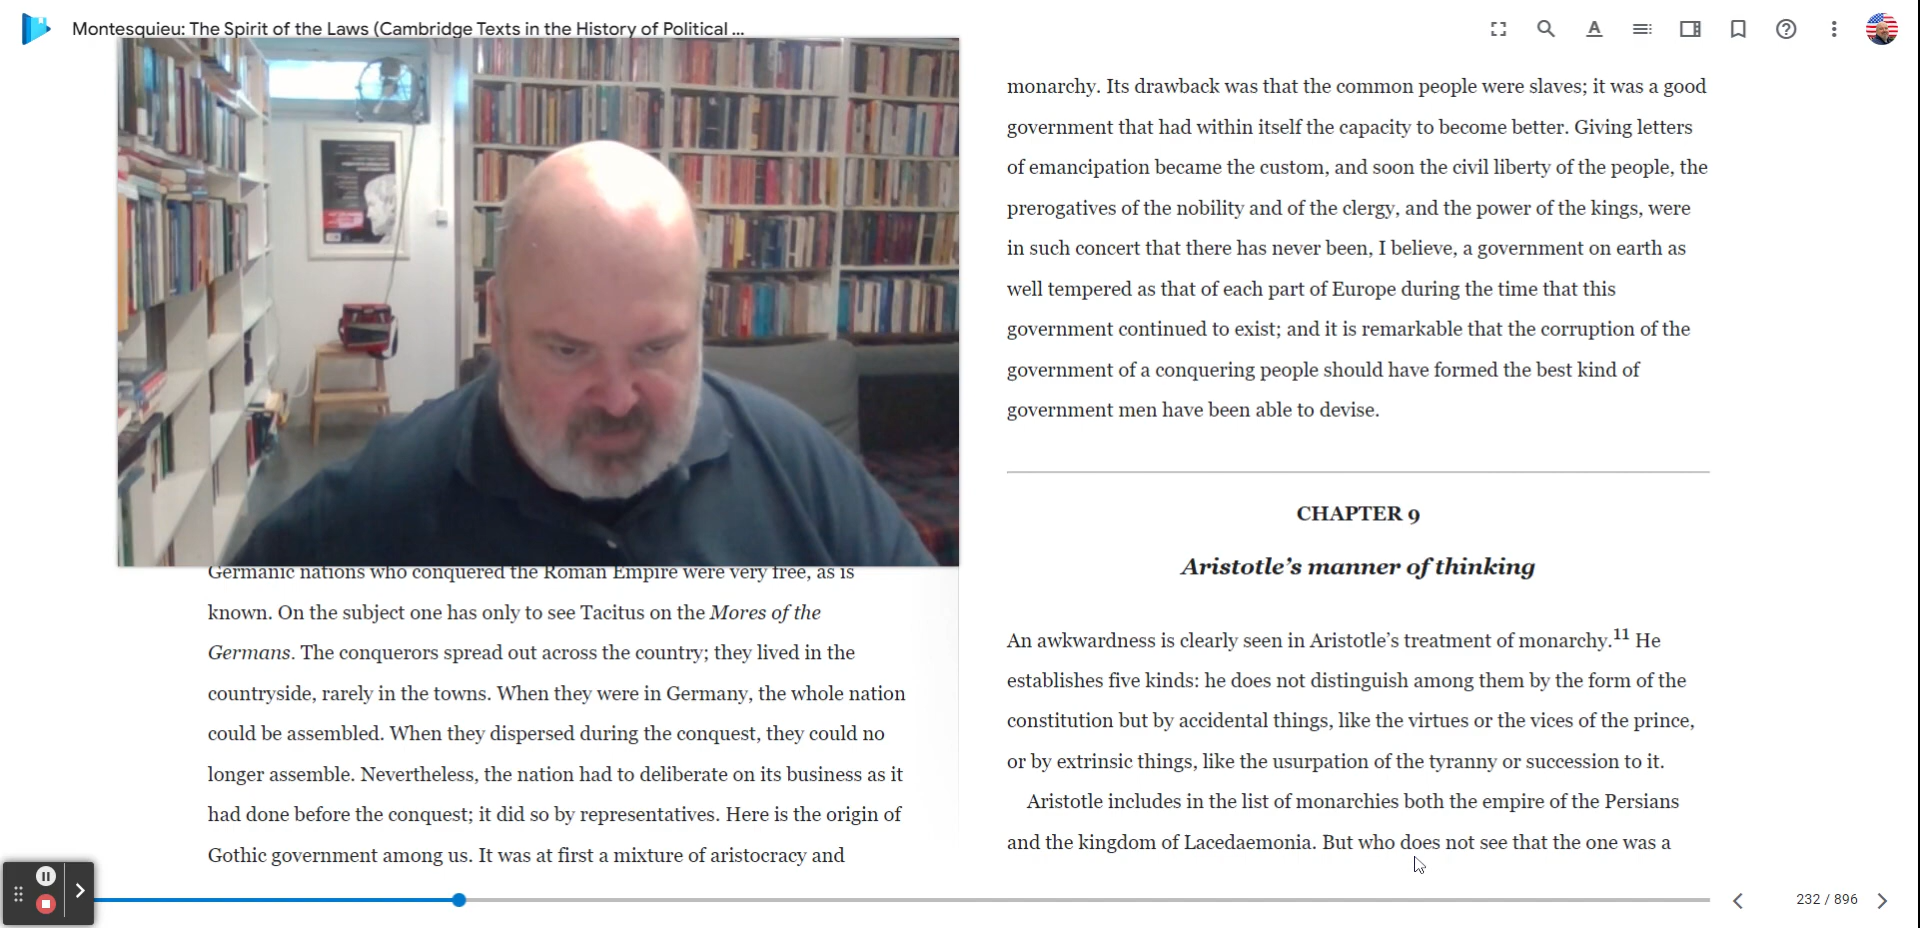 Montesquieu: The Spirit of the Laws (Cambridge Texts in the History of Political ...
Germanic nations who conquered the Roman Empire were very free, as is
known. On the subject one has only to see Tacitus on the Mores of the
Germans. The conquerors spread out across the country; they lived in the
countryside, rarely in the towns. When they were in Germany, the whole nation
could be assembled. When they dispersed during the conquest, they could no
longer assemble. Nevertheless, the nation had to deliberate on its business as it
had done before the conquest; it did so by representatives. Here is the origin of
Gothic government among us. It was at first a mixture of aristocracy and
monarchy. Its drawback was that the common people were slaves; it was a good
government that had within itself the capacity to become better. Giving letters
of emancipation became the custom, and soon the civil liberty of the people, the
prerogatives of the nobility and of the clergy, and the power of the kings, were
in such concert that there has never been, I believe, a government on earth as
well tempered as that of each part of Europe during the time that this
government continued to exist; and it is remarkable that the corruption of the
government of a conquering people should have formed the best kind of
government men have been able to devise.
CHAPTER 9
Aristotle’s manner of thinking
An awkwardness is clearly seen in Aristotle’s treatment of monarchy.11 He
establishes five kinds: he does not distinguish among them by the form of the
constitution but by accidental things, like the virtues or the vices of the prince,
or by extrinsic things, like the usurpation of the tyranny or succession to it.
Aristotle includes in the list of monarchies both the empire of the Persians
and the kingdom of Lacedaemonia. But who does not see that the one was a
232 / 896